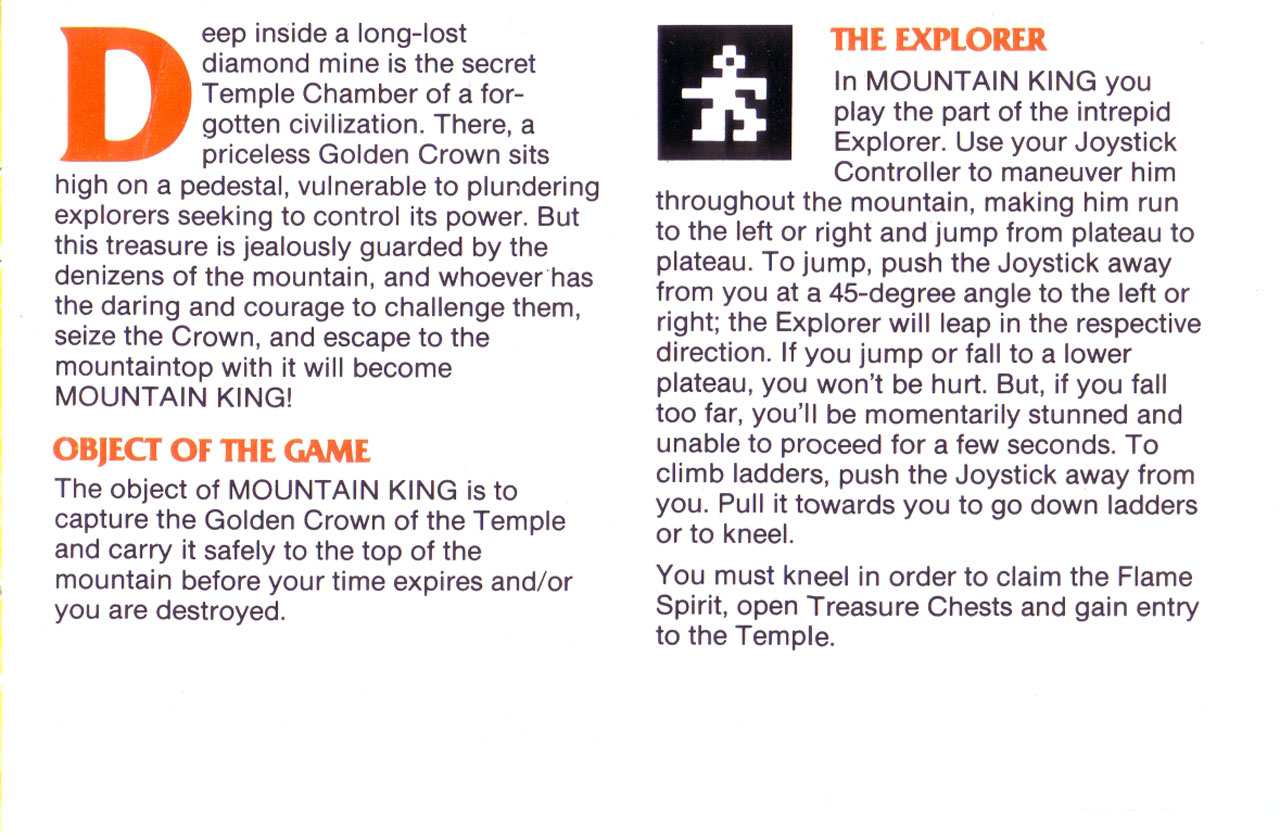 Deep inside a long-lost
diamond mine is the secret
Temple Chamber of a for-
gotten civilization. There, a
priceless Golden Crown sits
high on a pedestal, vulnerable to plundering
explorers seeking to control its power. But
this treasure is jealously guarded by the
denizens of the mountain, and whoever has
the daring and courage to challenge them,
seize the Crown, and escape to the
mountaintop with it will become
MOUNTAIN KING!
OBJECT OF THE GAME
The object of MOUNTAIN KING is to
capture the Golden Crown of the Temple
and carry it safely to the top of the
mountain before your time expires and/or
you are destroyed.
THE EXPLORER
In MOUNTAIN KING you
play the part of the intrepid
Explorer. Use your Joystick
Controller to maneuver him
throughout the mountain, making him run
to the left or right and jump from plateau to
plateau. To jump, push the Joystick away
from you at a 45-degree angle to the left or
right; the Explorer will leap in the respective
direction. If you jump or fall to a lower
plateau, you won't be hurt. But, if you fall
too far, you'll be momentarily stunned and
unable to proceed for a few seconds. To
climb ladders, push the Joystick away from
you. Pull it towards you to go down ladders
or to kneel.
You must kneel in order to claim the Flame
Spirit, open Treasure Chests and gain entry
to the Temple.